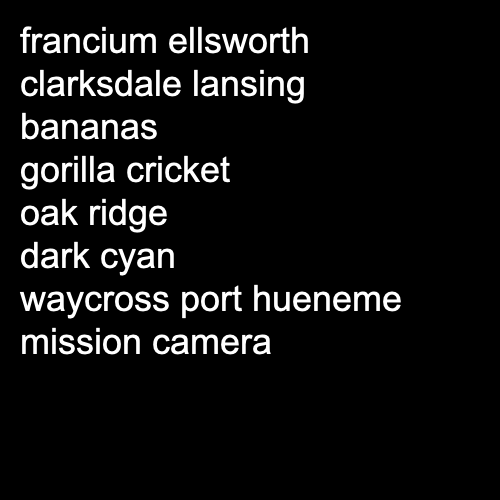 francium ellsworth
clarksdale lansing
bananas
gorilla cricket
oak ridge
dark cyan
waycross port hueneme
mission camera